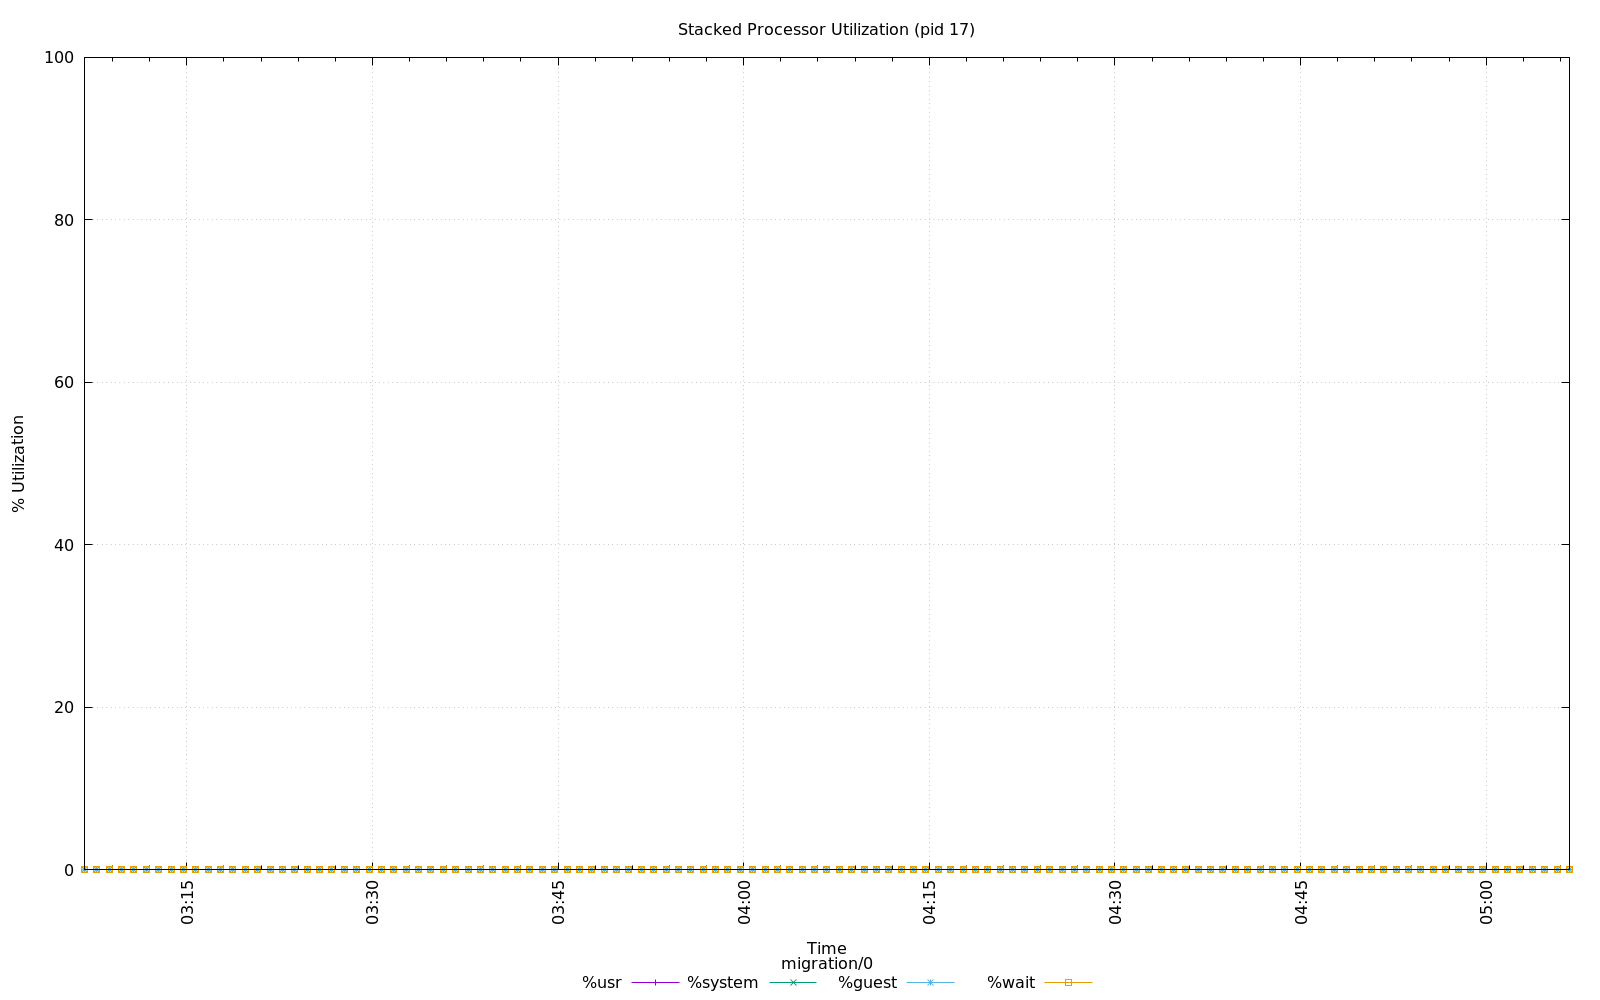 Stacked Processor Utilization (pid 17)
100
80
60
40
20
0
% Utilization
03:15
03:30
03:45
04:00
04:15
04:30
04:45
05:00
Time
migration/0
%usr %system %guest %wait